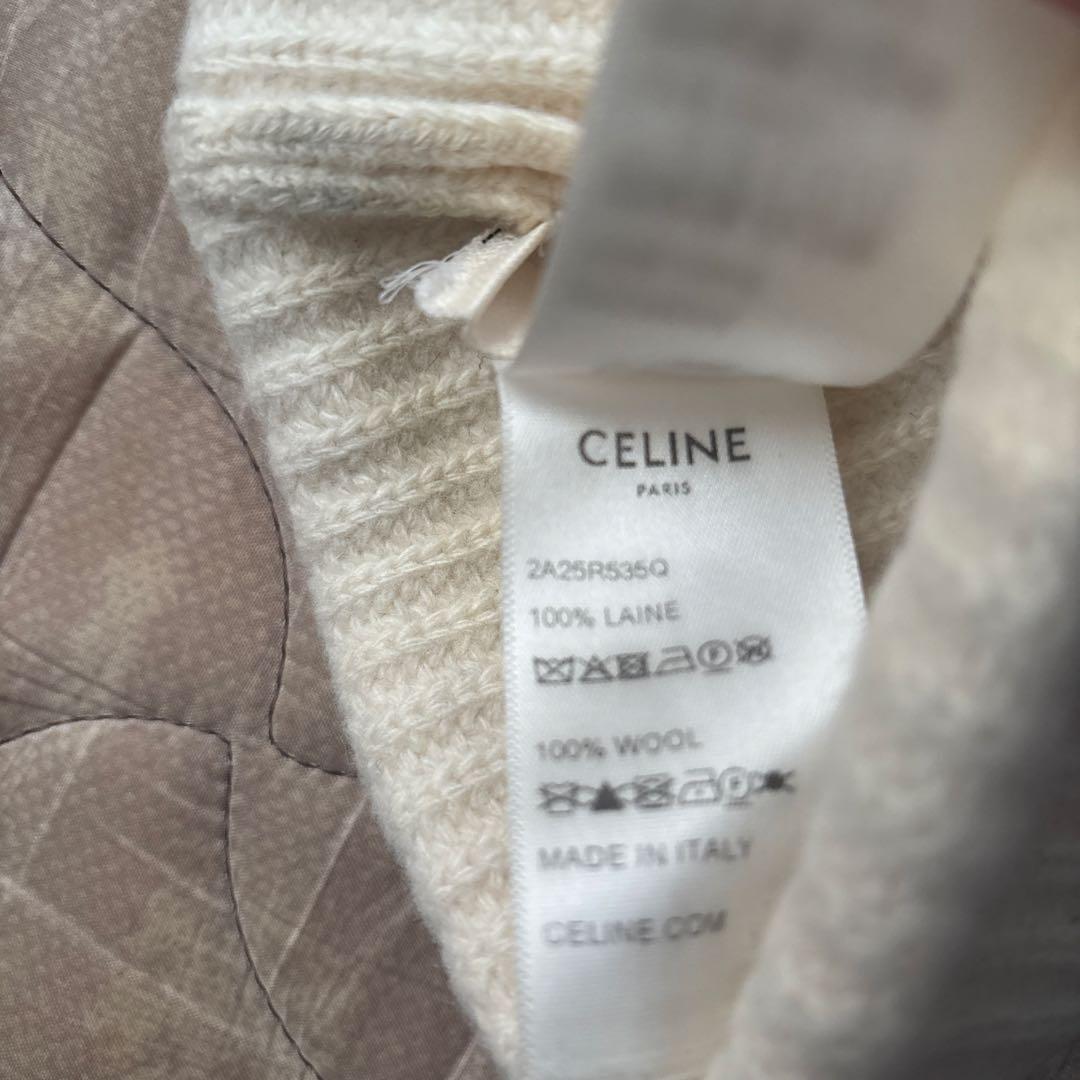 CELINE
PARIS
2A25R535Q
100% LAINE
100% WOOL
MADE IN ITALY
CELINE.COM